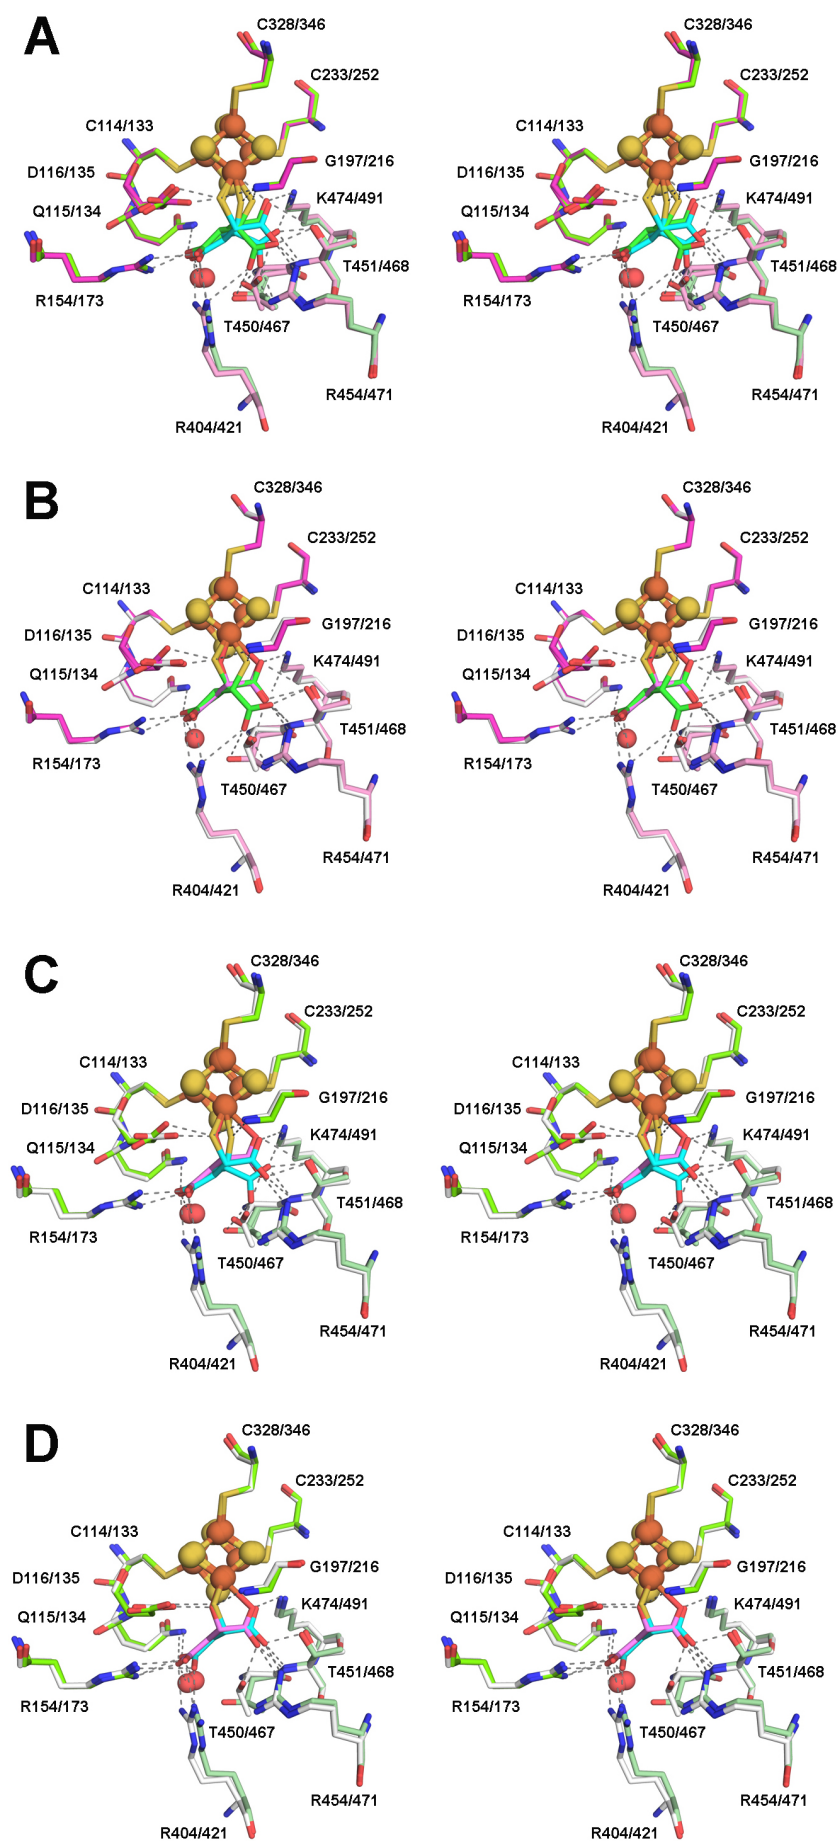 A
C328/346
C233/252
C114/133
G197/216
D116/135
K474/491
Q115/134
T451/468
R154/173
T450/467
R454/471
R404/421
C328/346
C233/252
C114/133
G197/216
D116/135
K474/491
Q115/134
T451/468
R154/173
T450/467
R454/471
R404/421
B
C328/346
C233/252
C114/133
G197/216
D116/135
K474/491
Q115/134
T451/468
R154/173
T450/467
R454/471
R404/421
C328/346
C233/252
C114/133
G197/216
D116/135
K474/491
Q115/134
T451/468
R154/173
T450/467
R454/471
R404/421
C
C328/346
C233/252
C114/133
G197/216
D116/135
K474/491
Q115/134
T451/468
R154/173
T450/467
R454/471
R404/421
C328/346
C233/252
C114/133
G197/216
D116/135
K474/491
Q115/134
T451/468
R154/173
T450/467
R454/471
R404/421
D
C328/346
C233/252
C114/133
G197/216
D116/135
K474/491
Q115/134
T451/468
R154/173
T450/467
R454/471
R404/421
C328/346
C233/252
C114/133
G197/216
D116/135
K474/491
Q115/134
T451/468
R154/173
T450/467
R454/471
R404/421